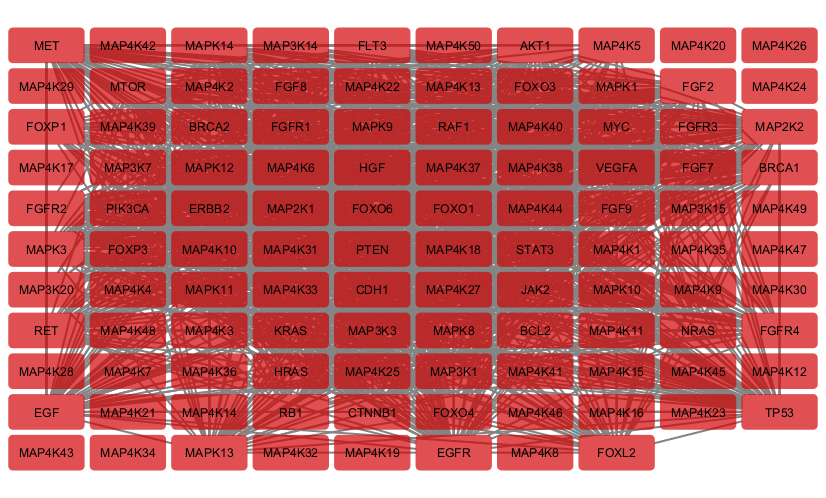 MET MAP4K42 MAPK14 MAP3K14 FLT3 MAP4K50 AKT1 MAP4K5 MAP4K20 MAP4K26
MAP4K29 MTOR MAP4K2 FGF8 MAP4K22 MAP4K13 FOXO3 MAPK1 FGF2 MAP4K24
FOXP1 MAP4K39 BRCA2 FGFR1 MAPK9 RAF1 MAP4K40 MYC FGFR3 MAP2K2
MAP4K17 MAP3K7 MAPK12 MAP4K6 HGF MAP4K37 MAP4K38 VEGFA FGF7 BRCA1
FGFR2 PIK3CA ERBB2 MAP2K1 FOXO6 FOXO1 MAP4K44 FGF9 MAP3K15 MAP4K49
MAPK3 FOXP3 MAP4K10 MAP4K31 PTEN MAP4K18 STAT3 MAP4K1 MAP4K35 MAP4K47
MAP3K20 MAP4K4 MAPK11 MAP4K33 CDH1 MAP4K27 JAK2 MAPK10 MAP4K9 MAP4K30
RET MAP4K48 MAP4K3 KRAS MAP3K3 MAPK8 BCL2 MAP4K11 NRAS FGFR4
MAP4K28 MAP4K7 MAP4K36 HRAS MAP4K25 MAP3K1 MAP4K41 MAP4K15 MAP4K45 MAP4K12
EGF MAP4K21 MAP4K14 RB1 CTNNB1 FOXO4 MAP4K46 MAP4K16 MAP4K23 TP53
MAP4K43 MAP4K34 MAPK13 MAP4K32 MAP4K19 EGFR MAP4K8 FOXL2